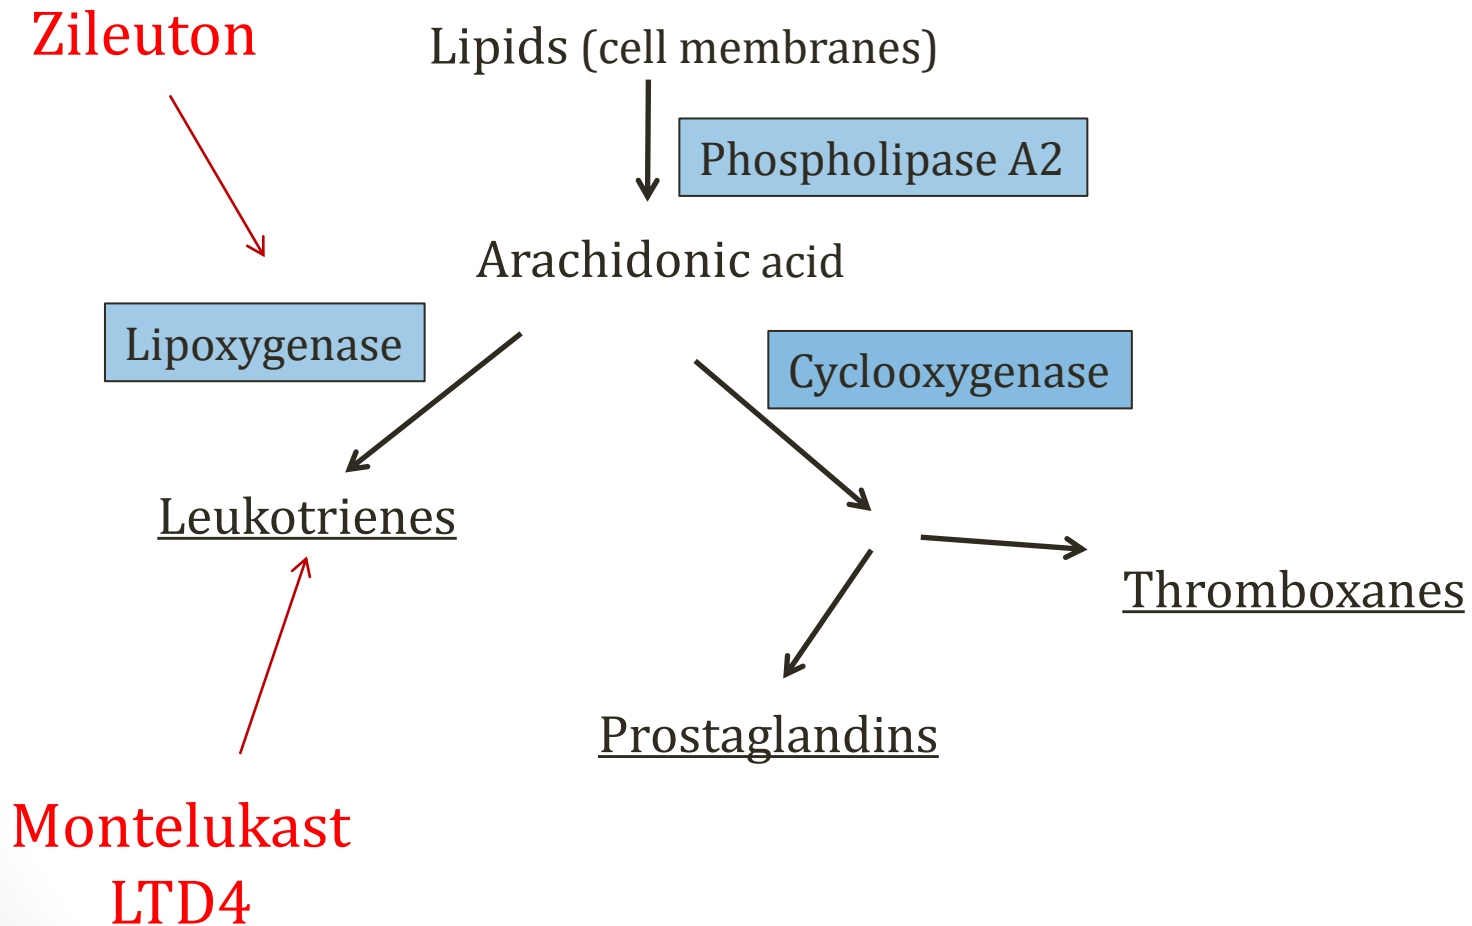 Zileuton
Lipids (cell membranes)
Phospholipase A2
Arachidonic acid
Lipoxygenase
Cyclooxygenase
Leukotrienes
Thromboxanes
Prostaglandins
Montelukast
LTD4